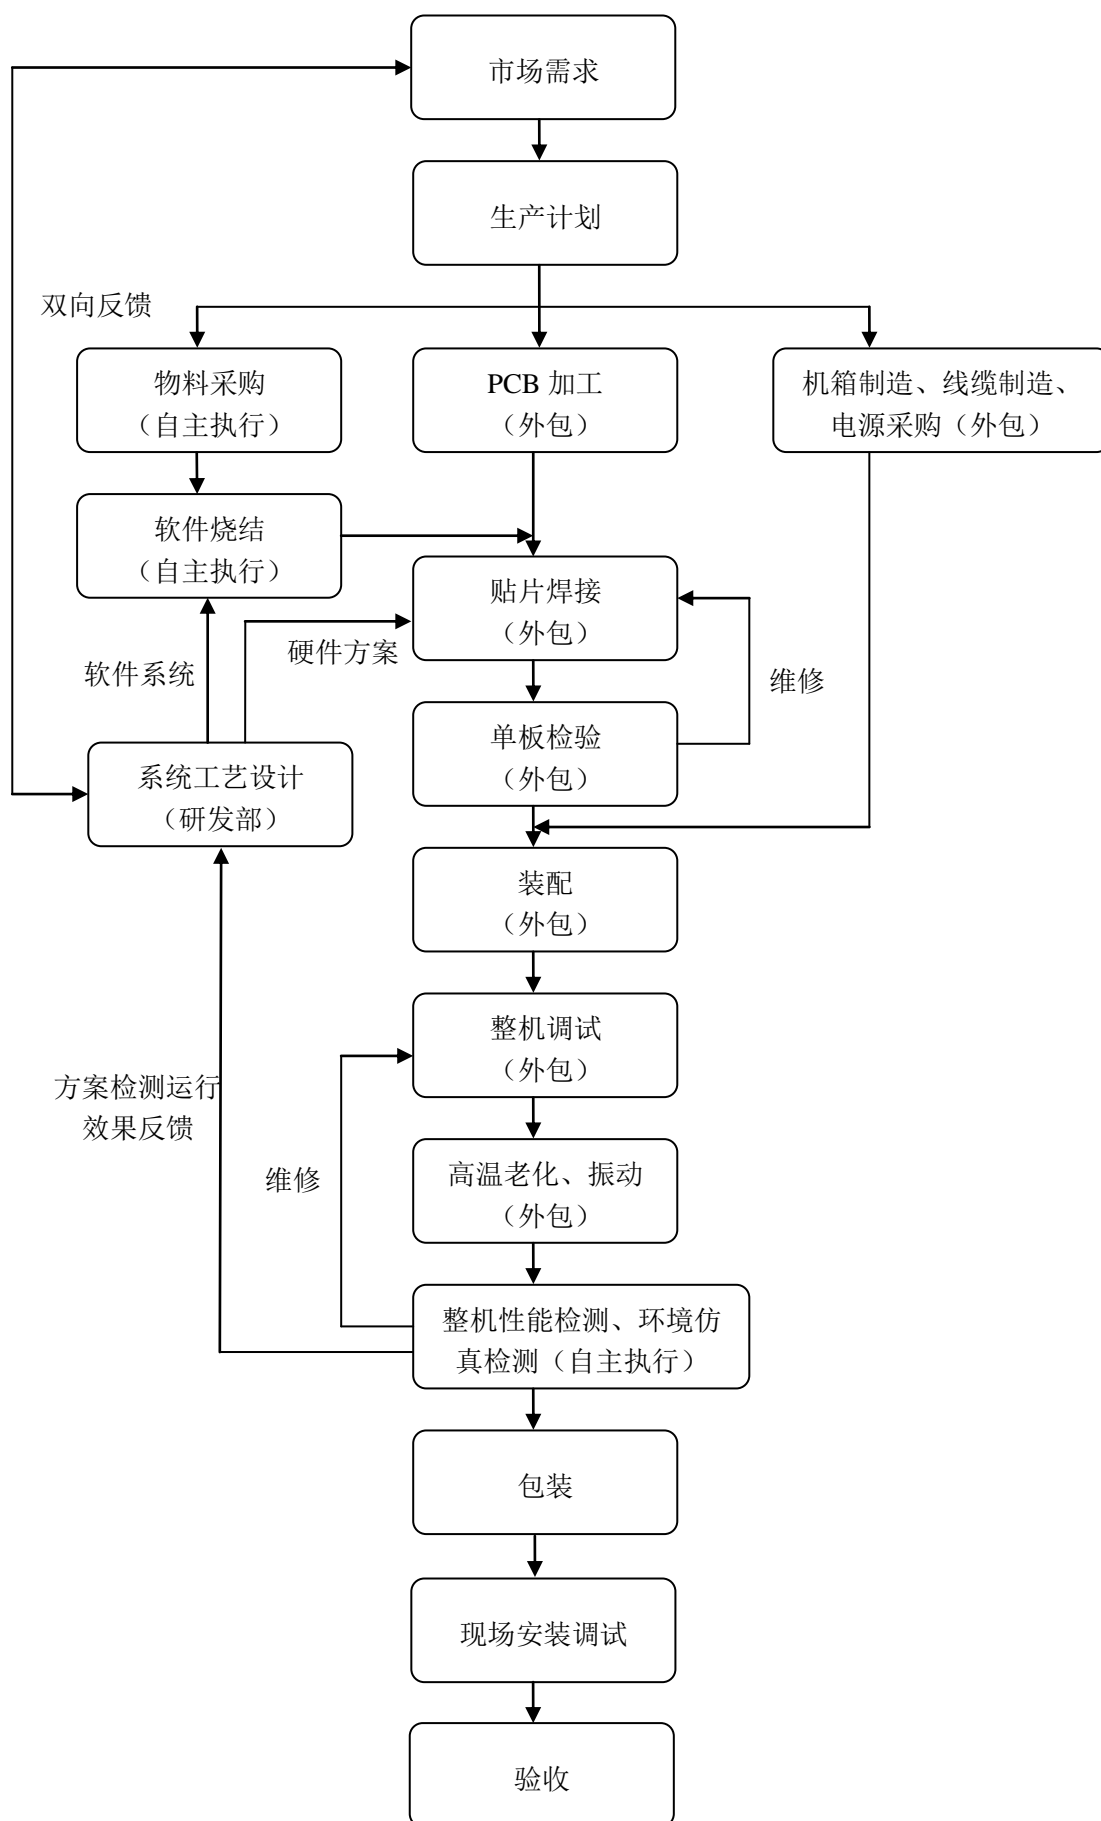 市场需求
生产计划
双向反馈
物料采购
（自主执行）
PCB 加工
（外包）
机箱制造、线缆制造、
电源采购（外包）
软件烧结
（自主执行）
贴片焊接
（外包）
硬件方案
软件系统
维修
单板检验
（外包）
系统工艺设计
（研发部）
装配
（外包）
整机调试
（外包）
方案检测运行
效果反馈
维修
高温老化、振动
（外包）
整机性能检测、环境仿
真检测（自主执行）
包装
现场安装调试
验收